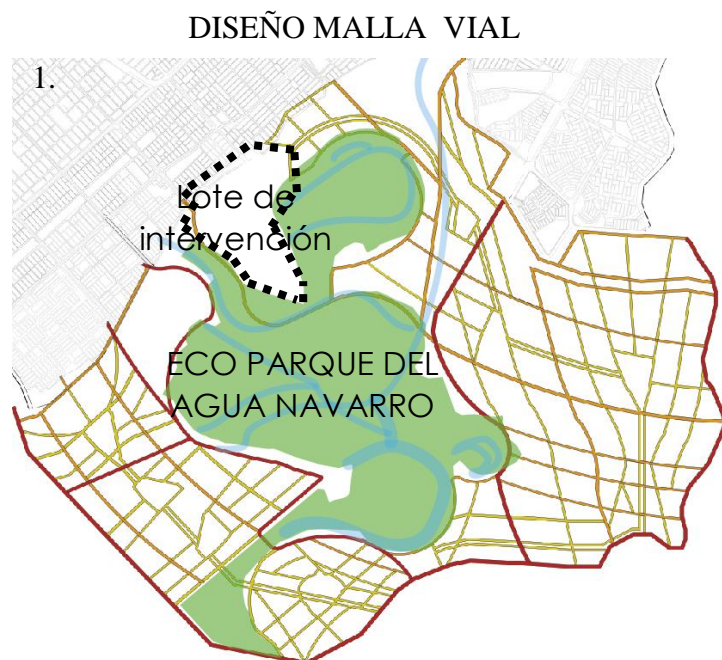 DISEÑO MALLA VIAL
1.
Lote de
intervención
ECO PARQUE DEL
AGUA NAVARRO